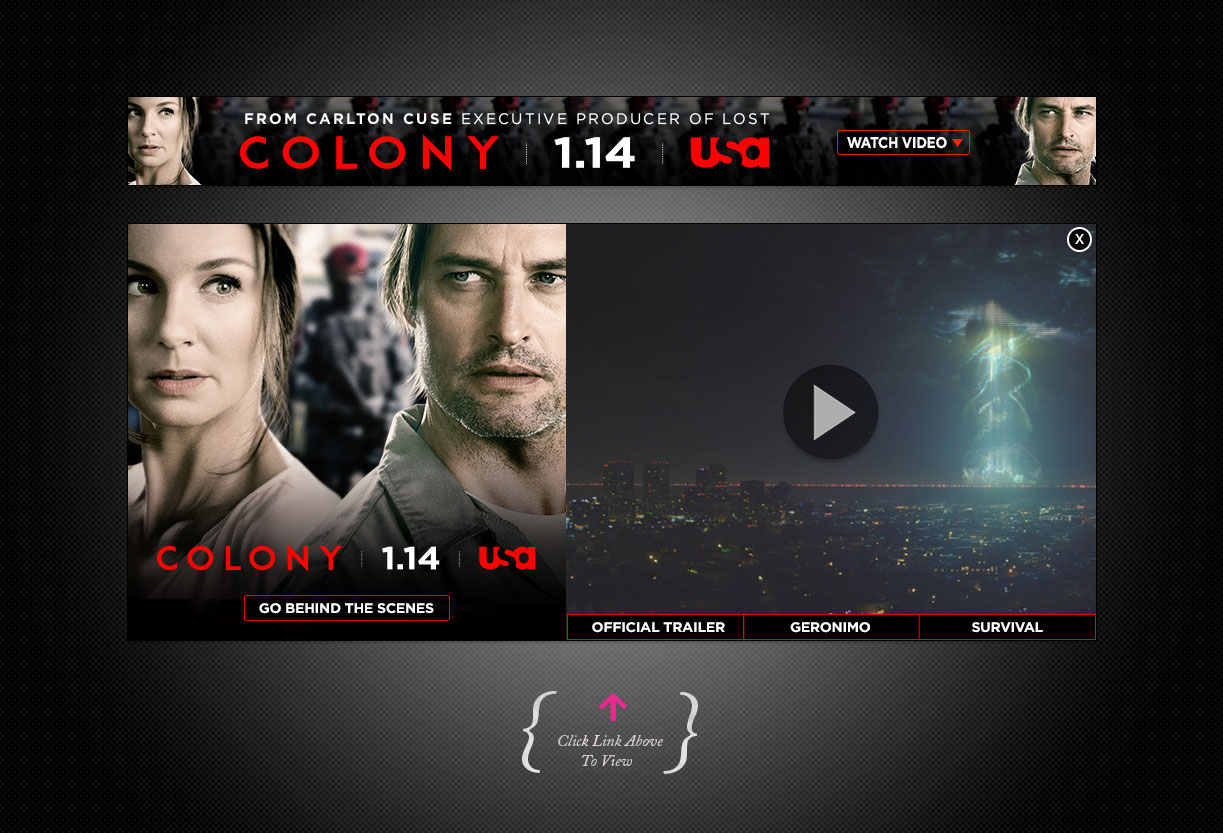 FROM CARLTON CUSE EXECUTIVE PRODUCER OF LOST
COLONY 1.14 usa
WATCH VIDEO
X
COLONY 1.14 usa
GO BEHIND THE SCENES
OFFICIAL TRAILER GERONIMO SURVIVAL
Click Link Above
To View